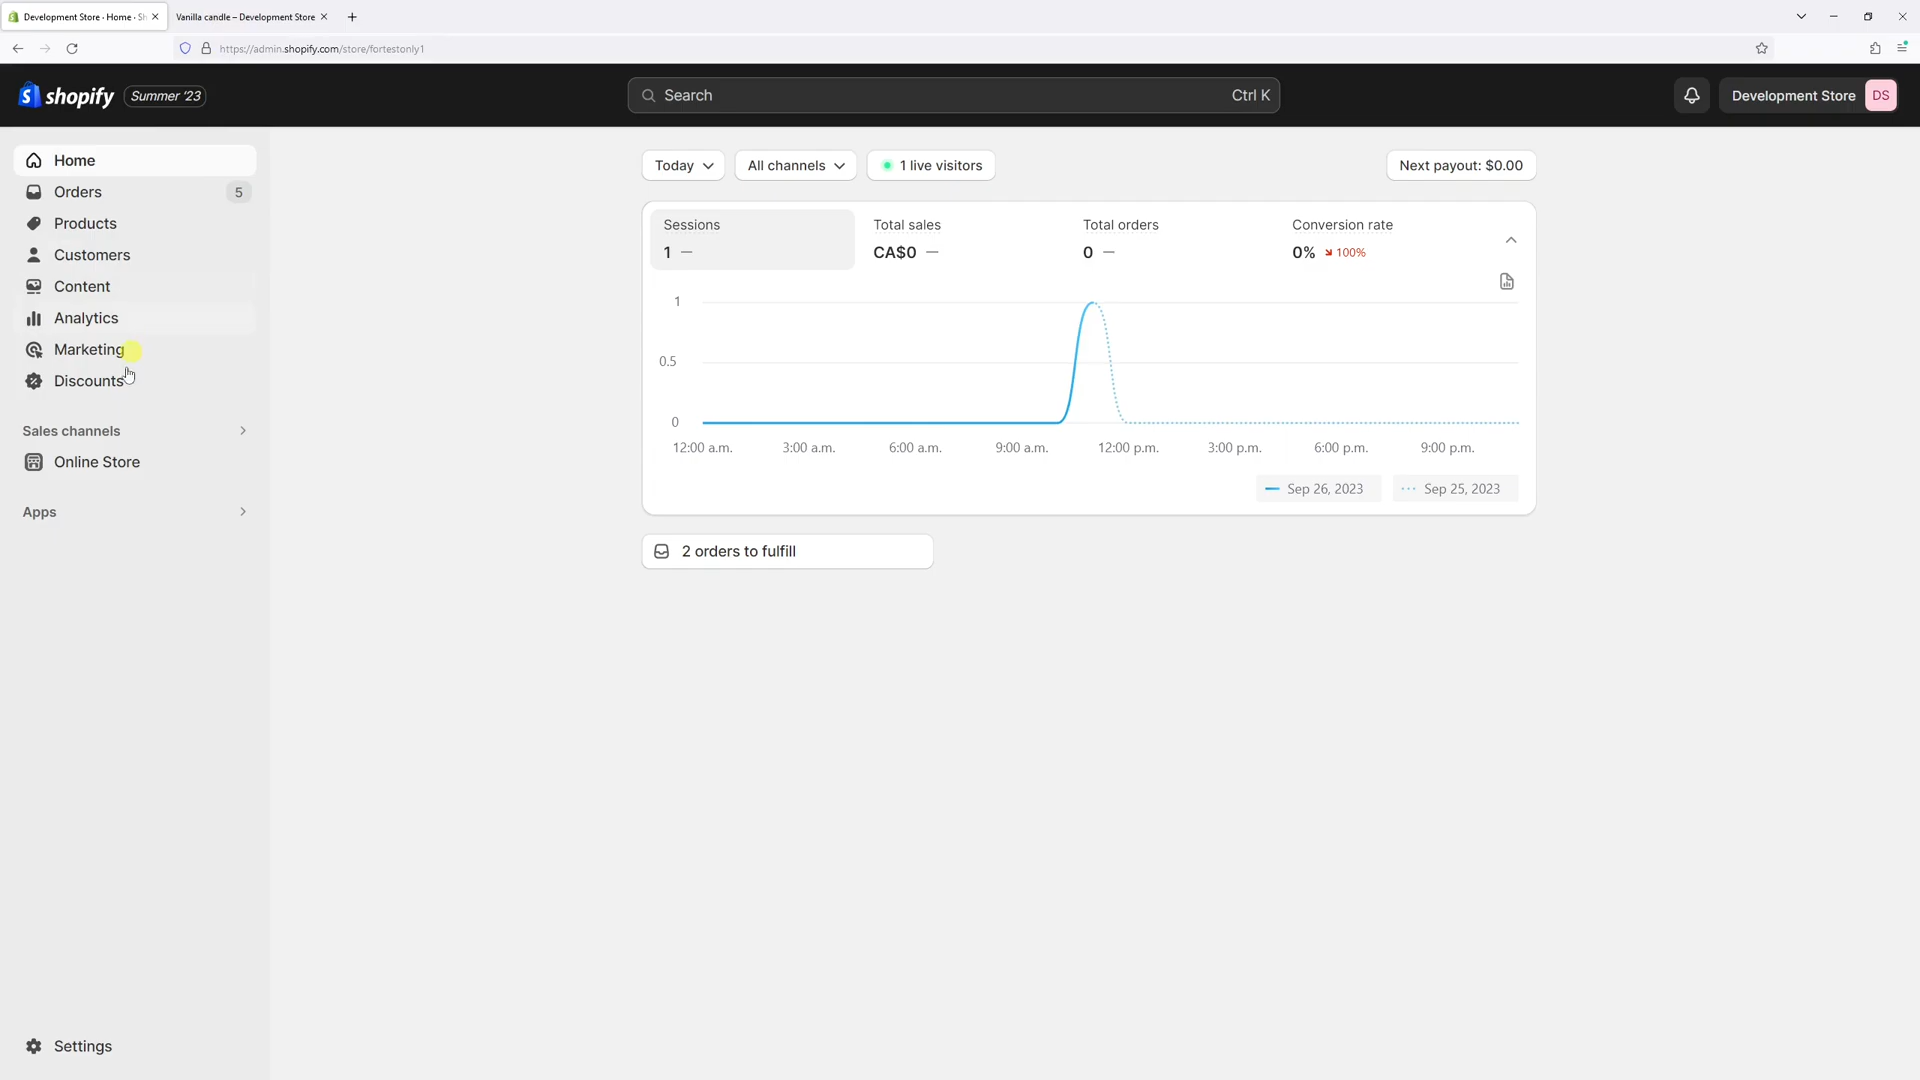 Development Store · Home · Sh
Vanilla candle – Development Store
https://admin.shopify.com/store/fortestonly1
shopify
Summer '23
Search
Ctrl K
Development Store
DS
Home
Orders
5
Products
Customers
Content
Analytics
Marketing
Discounts
Sales channels
Online Store
Apps
Settings
Today
All channels
1 live visitors
Next payout: $0.00
Sessions
1 —
Total sales
CA$0 —
Total orders
0 —
Conversion rate
0% 100%
1
0.5
0
12:00 a.m. 3:00 a.m. 6:00 a.m. 9:00 a.m. 12:00 p.m. 3:00 p.m. 6:00 p.m. 9:00 p.m.
Sep 26, 2023
Sep 25, 2023
2 orders to fulfill